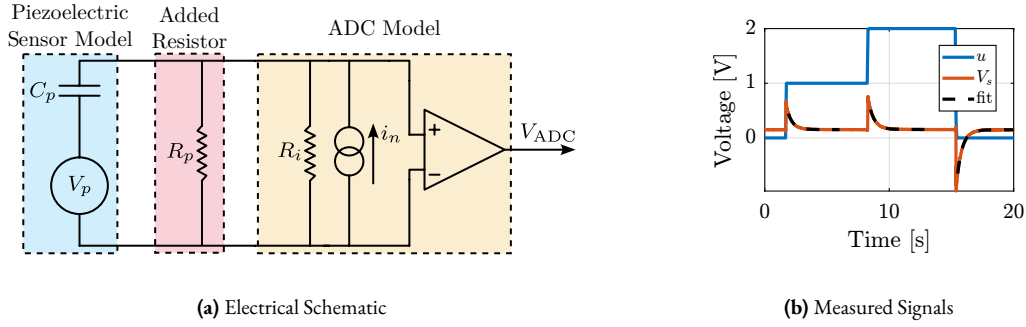 Piezoelectric
Sensor Model
Added
Resistor
ADC Model
C_p
V_p
R_p
R_i
i_n
+
−
V_ADC
(a) Electrical Schematic
Voltage [V]
2
1
0
u
V_s
fit
0
10
20
Time [s]
(b) Measured Signals